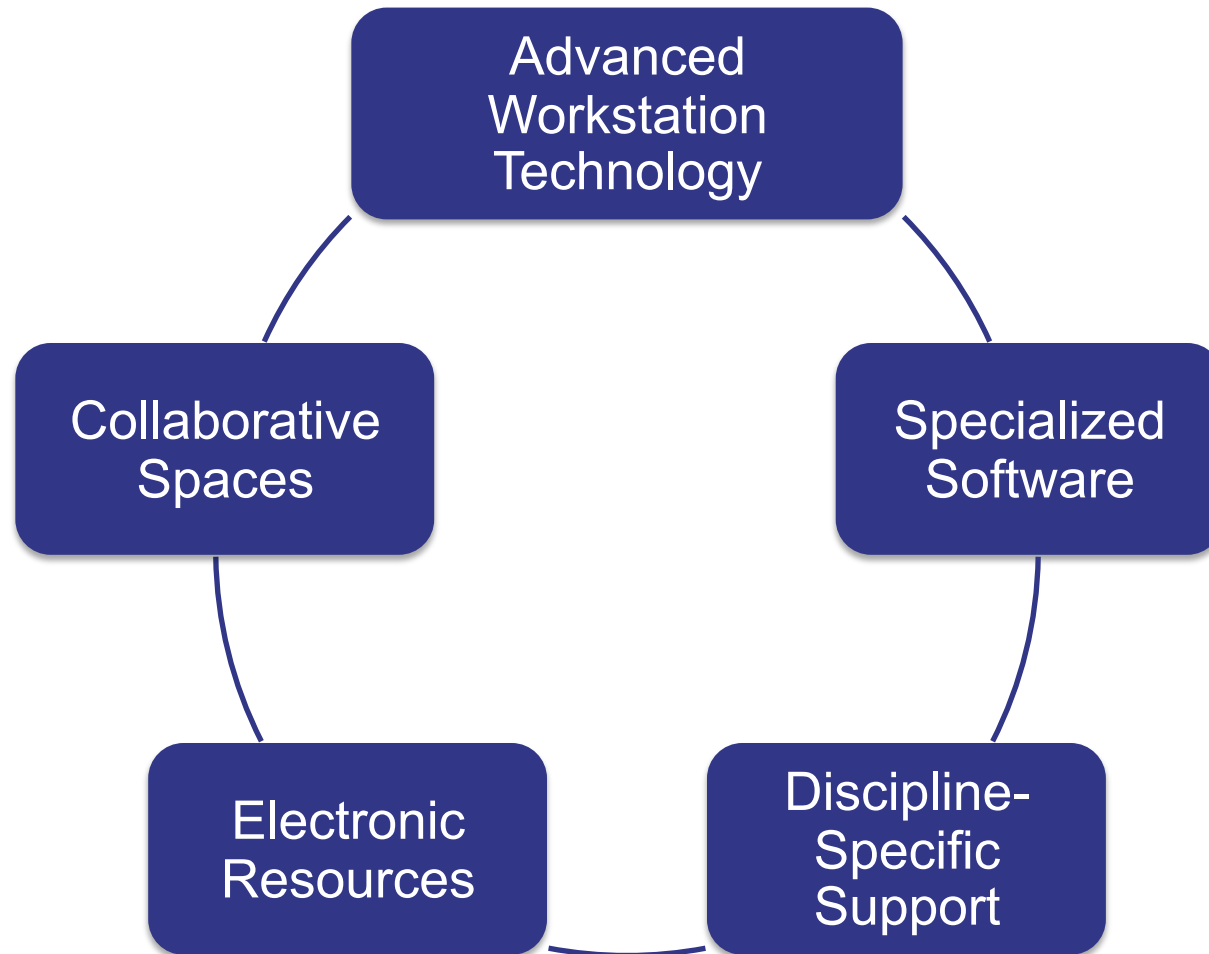 Advanced
Workstation
Technology
Collaborative
Spaces
Specialized
Software
Electronic
Resources
Discipline-
Specific
Support